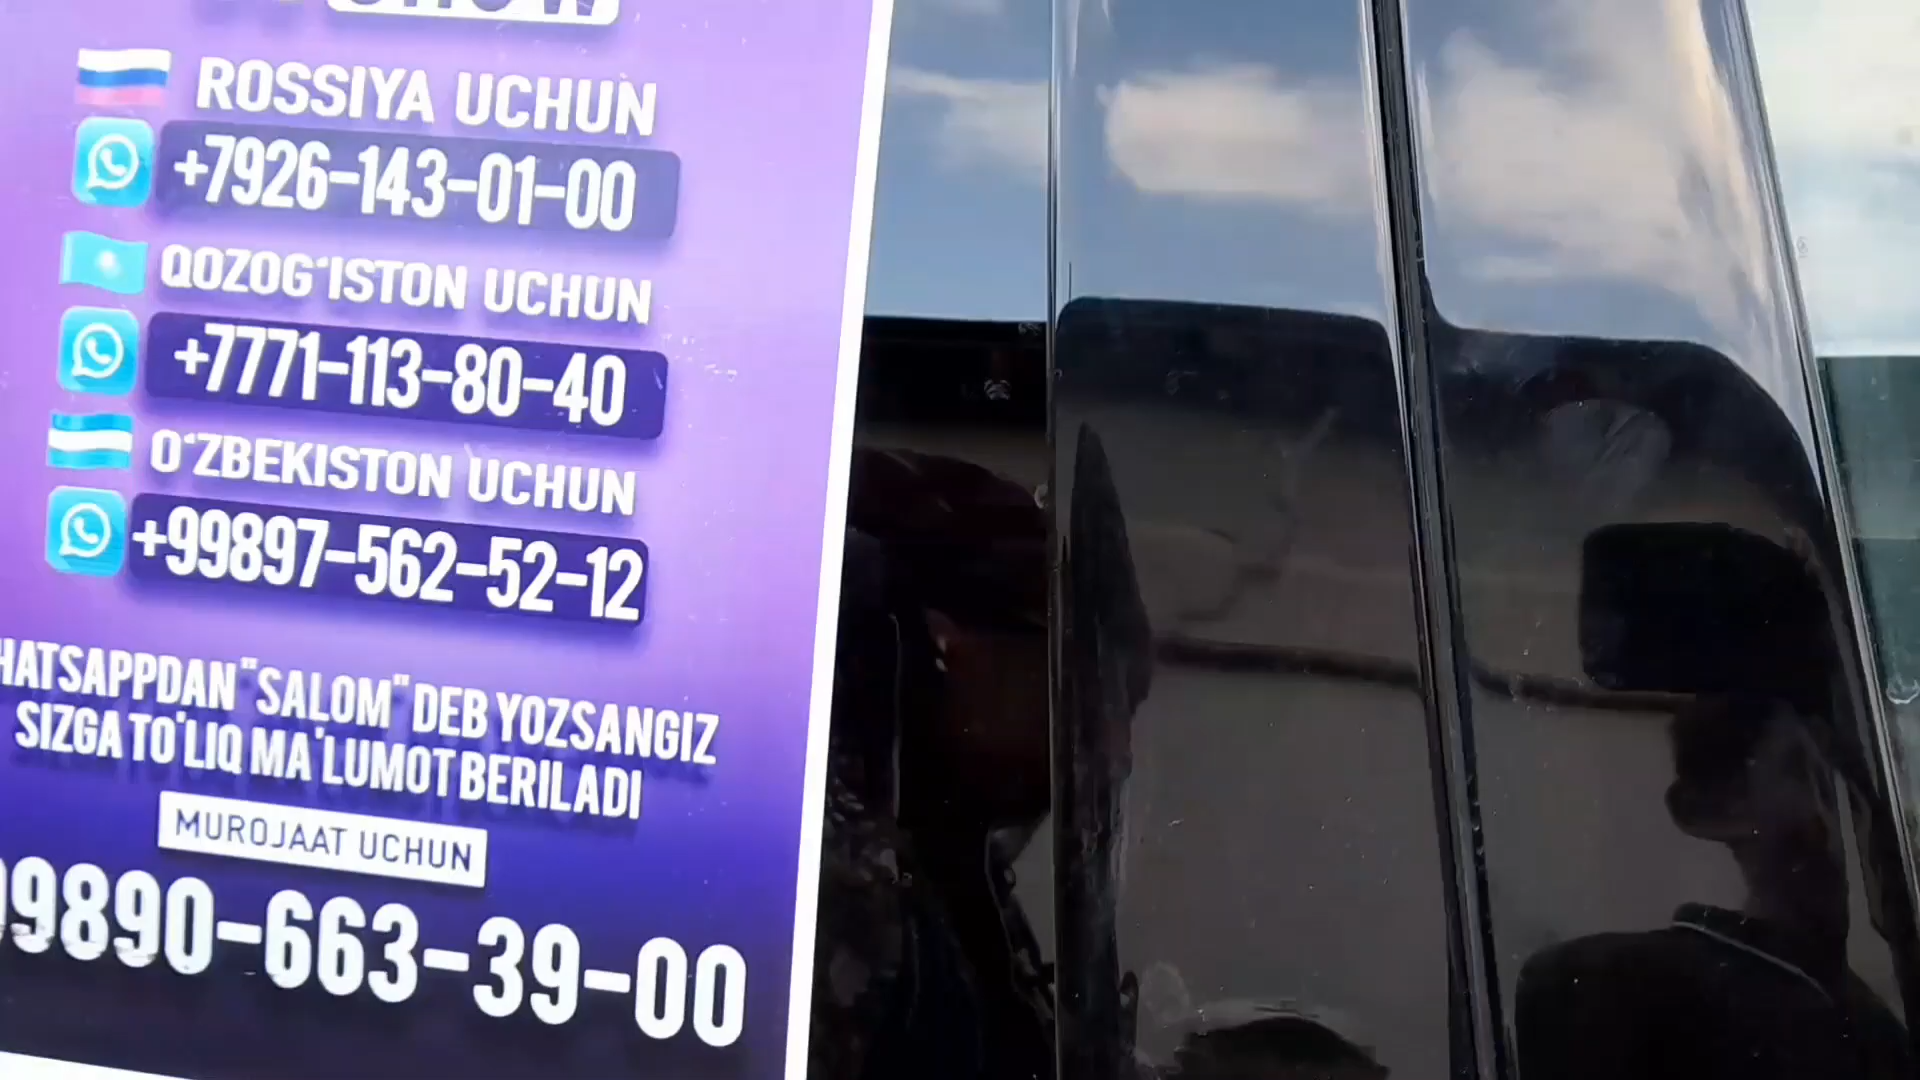 SHOW
ROSSIYA UCHUN
+7926-143-01-00
QOZOG‘ISTON UCHUN
+7771-113-80-40
O‘ZBEKISTON UCHUN
+99897-562-52-12
HATSAPPDAN "SALOM" DEB YOZSANGIZ
SIZGA TO'LIQ MA'LUMOT BERILADI
MUROJAAT UCHUN
99890-663-39-00